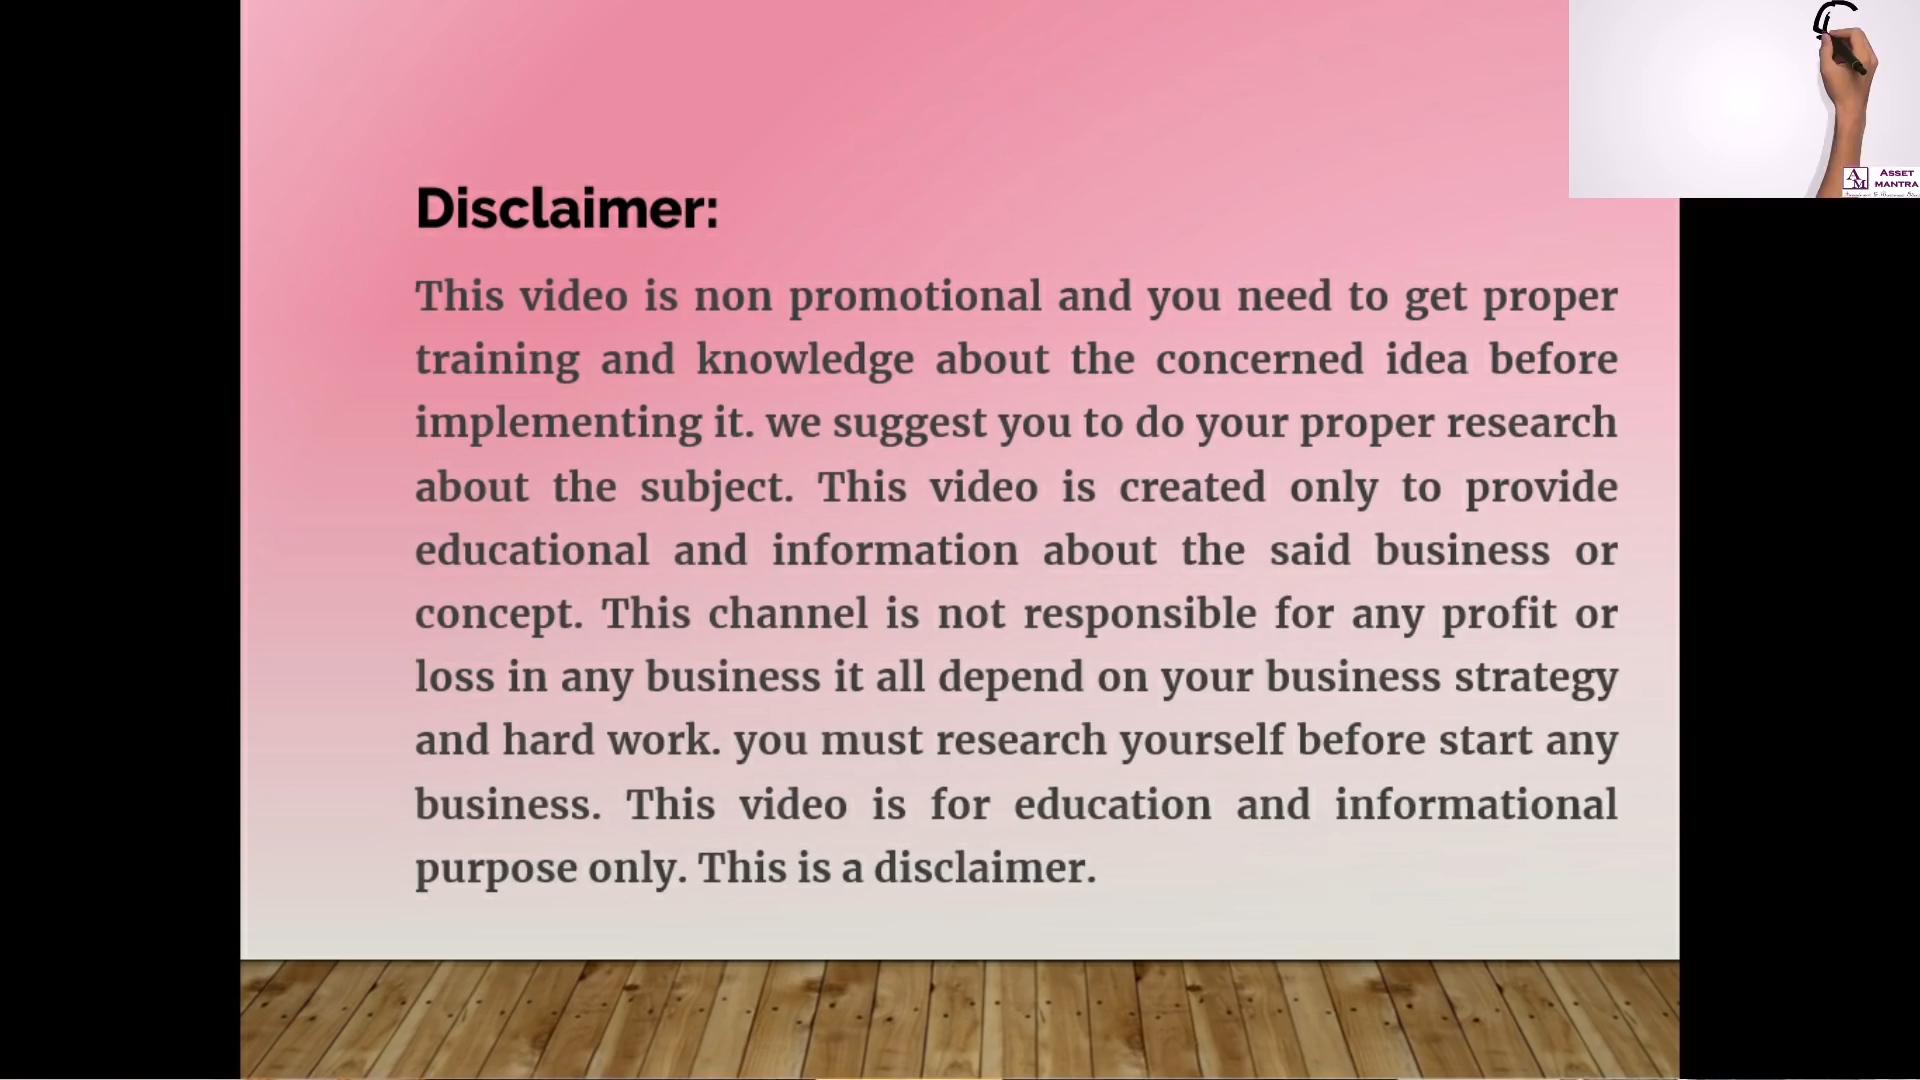 Disclaimer:
This video is non promotional and you need to get proper
training and knowledge about the concerned idea before
implementing it. we suggest you to do your proper research
about the subject. This video is created only to provide
educational and information about the said business or
concept. This channel is not responsible for any profit or
loss in any business it all depend on your business strategy
and hard work. you must research yourself before start any
business. This video is for education and informational
purpose only. This is a disclaimer.
AM
ASSET
MANTRA